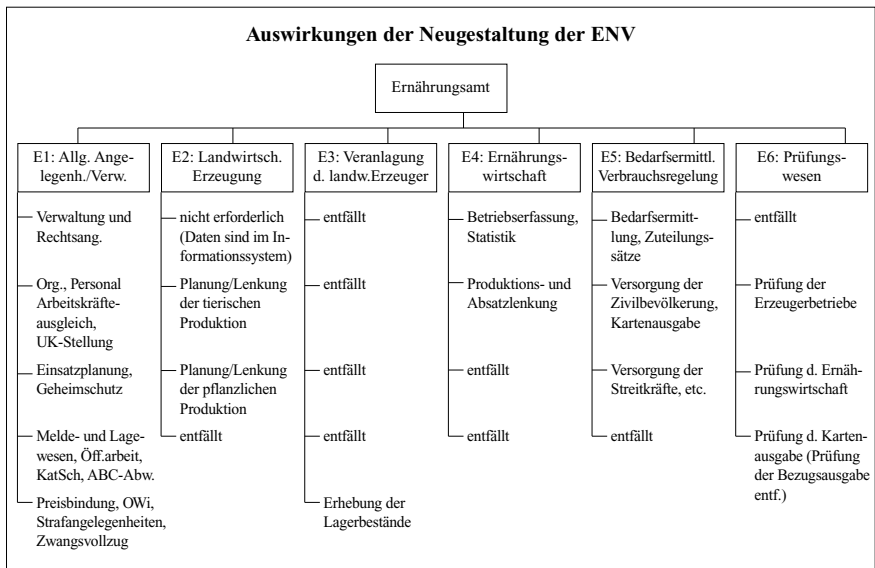 Auswirkungen der Neugestaltung der ENV
Ernährungsamt
E1: Allg. Ange-
legenh./Verw.
Verwaltung und
Rechtsang.
Org., Personal
Arbeitskräfte-
ausgleich,
UK-Stellung
Einsatzplanung,
Geheimschutz
Melde- und Lage-
wesen, Öff.arbeit,
KatSch, ABC-Abw.
Preisbindung, OWi,
Strafangelegenheiten,
Zwangsvollzug
E2: Landwirtsch.
Erzeugung
nicht erforderlich
(Daten sind im In-
formationssystem)
Planung/Lenkung
der tierischen
Produktion
Planung/Lenkung
der pflanzlichen
Produktion
entfällt
E3: Veranlagung
d. landw.Erzeuger
entfällt
entfällt
entfällt
entfällt
Erhebung der
Lagerbestände
E4: Ernährungs-
wirtschaft
Betriebserfassung,
Statistik
Produktions- und
Absatzlenkung
entfällt
entfällt
E5: Bedarfsermittl.
Verbrauchsregelung
Bedarfsermitt-
lung, Zuteilungs-
sätze
Versorgung der
Zivilbevölkerung,
Kartenausgabe
Versorgung der
Streitkräfte, etc.
entfällt
E6: Prüfungs-
wesen
entfällt
Prüfung der
Erzeugerbetriebe
Prüfung d. Ernäh-
rungswirtschaft
Prüfung d. Karten-
ausgabe (Prüfung
der Bezugsausgabe
entf.)